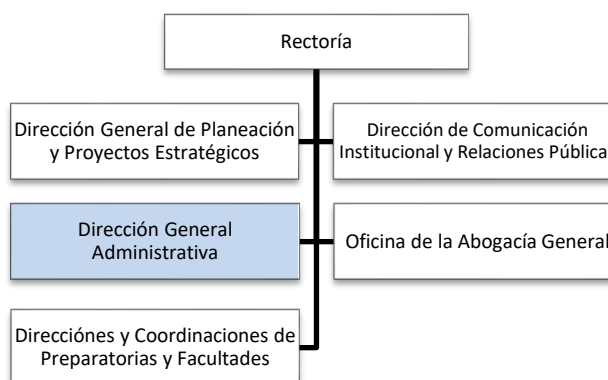 Rectoría
Dirección General de Planeación
y Proyectos Estratégicos
Dirección de Comunicación
Institucional y Relaciones Pública
Dirección General
Administrativa
Oficina de la Abogacía General
Direcciónes y Coordinaciones de
Preparatorias y Facultades